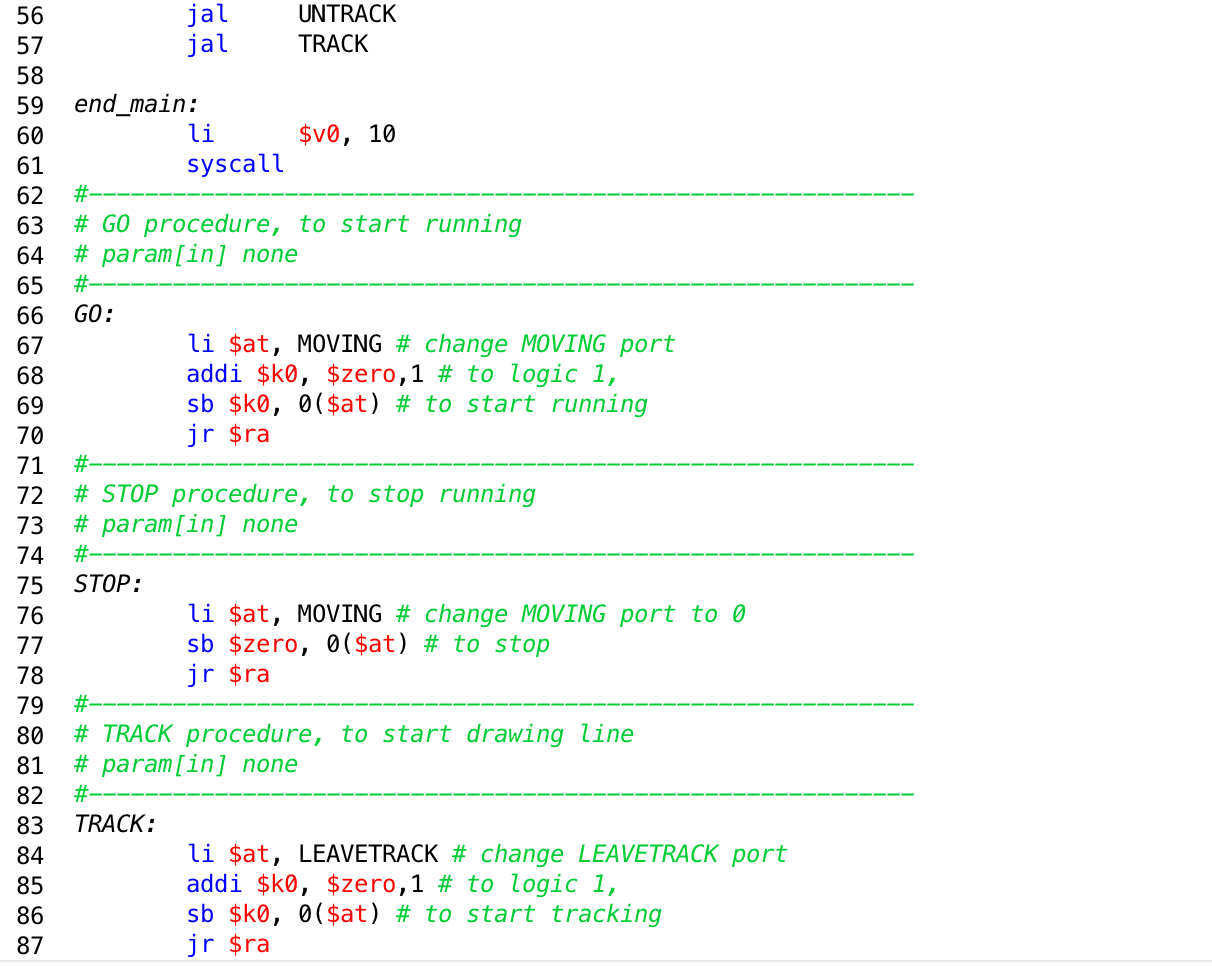 56 jal UNTRACK
57 jal TRACK
58
59 end_main:
60 li $v0, 10
61 syscall
62 #-----------------------------------------------------------
63 # GO procedure, to start running
64 # param[in] none
65 #-----------------------------------------------------------
66 GO:
67 li $at, MOVING # change MOVING port
68 addi $k0, $zero,1 # to logic 1,
69 sb $k0, 0($at) # to start running
70 jr $ra
71 #-----------------------------------------------------------
72 # STOP procedure, to stop running
73 # param[in] none
74 #-----------------------------------------------------------
75 STOP:
76 li $at, MOVING # change MOVING port to 0
77 sb $zero, 0($at) # to stop
78 jr $ra
79 #-----------------------------------------------------------
80 # TRACK procedure, to start drawing line
81 # param[in] none
82 #-----------------------------------------------------------
83 TRACK:
84 li $at, LEAVETRACK # change LEAVETRACK port
85 addi $k0, $zero,1 # to logic 1,
86 sb $k0, 0($at) # to start tracking
87 jr $ra